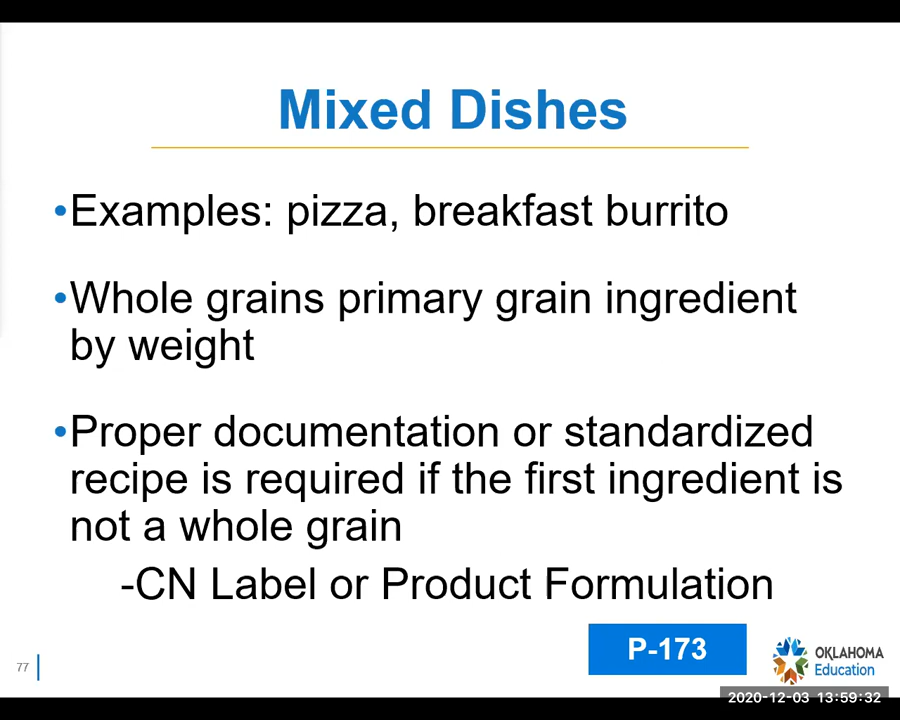 Mixed Dishes
•Examples: pizza, breakfast burrito
•Whole grains primary grain ingredient
by weight
•Proper documentation or standardized
recipe is required if the first ingredient is
not a whole grain
-CN Label or Product Formulation
P-173
77
OKLAHOMA
Education
2020-12-03 13:59:32